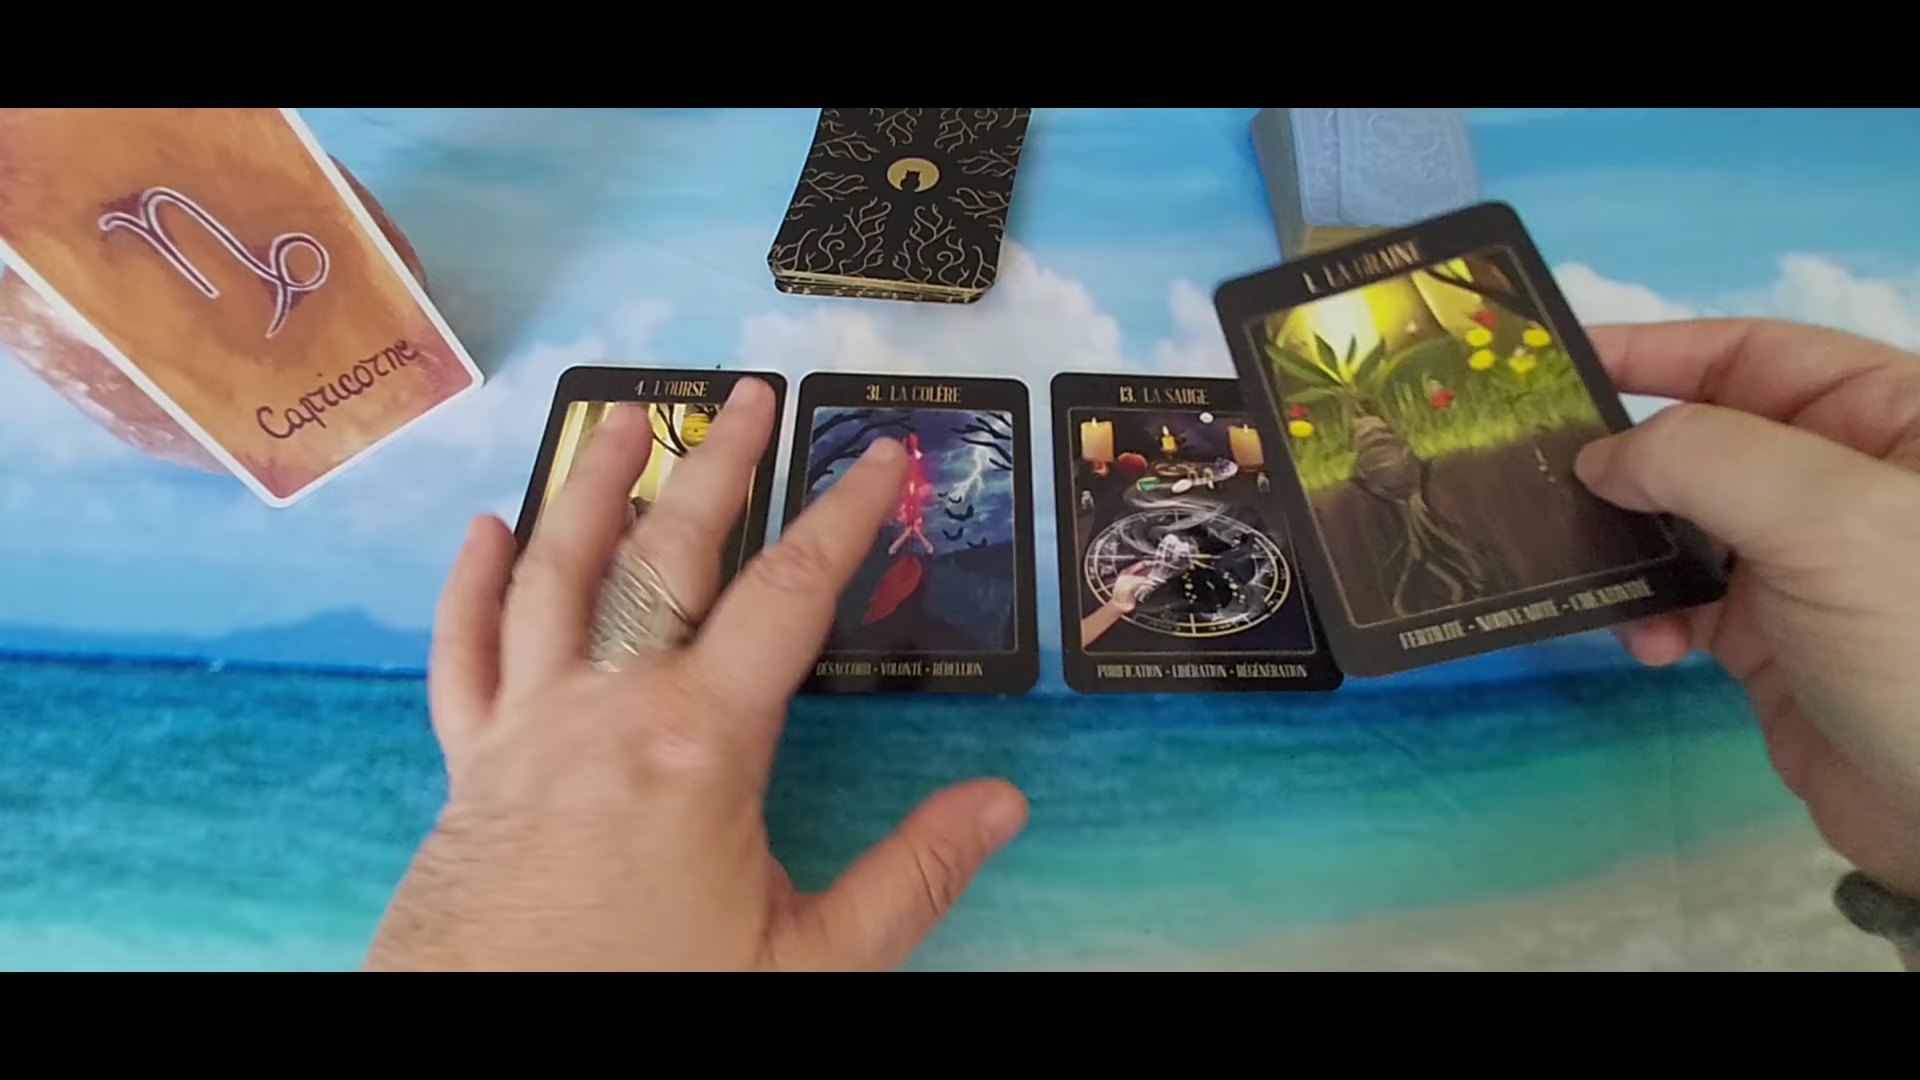 Capricorne
4. L'OURSE
31. LA COLÈRE
13. LA SAUGE
1. LA GRAINE
DÉSACCORD • VOLONTÉ • RÉBELLION
PURIFICATION • LIBÉRATION • RÉGÉNÉRATION
FERTILITÉ • NOUVEAUTÉ • CRÉATIVITÉ